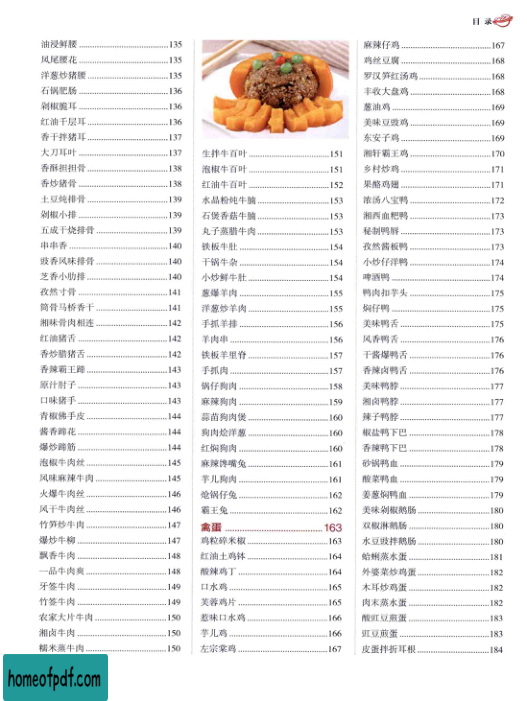 目 录
油浸鲜腰 135
凤尾腰花 135
洋葱炒猪腰 135
石锅肥肠 136
剁椒脆耳 136
红油千层耳 136
香干拌猪耳 137
大刀耳叶 137
香酥担担骨 138
香炒猪骨 138
土豆炖排骨 139
剁椒小排 139
五成干烧排骨 139
串串香 140
豉香风味排骨 140
芝香小肋排 140
孜然寸骨 141
筒骨马桥香干 141
湘味骨肉相连 142
红油猪舌 142
香炒腊猪舌 142
香辣霸王蹄 143
原汁肘子 143
口味猪手 143
青椒佛手皮 144
酱香蹄花 144
爆炒蹄筋 144
泡椒牛肉丝 145
风味麻辣牛肉 145
火爆牛肉丝 146
风干牛肉丝 146
竹笋炒牛肉 147
爆炒牛柳 147
飘香牛肉 148
一品牛肉爽 148
牙签牛肉 149
竹签牛肉 149
农家大片牛肉 150
湘卤牛肉 150
糯米蒸牛肉 150
生拌牛百叶 151
泡椒牛百叶 151
红油牛百叶 152
水晶粉炖牛腩 153
石煲香菇牛腩 153
丸子蒸腊牛肉 153
铁板牛肚 154
干锅牛杂 154
小炒鲜牛肚 154
葱爆羊肉 155
洋葱炒羊肉 155
手抓羊排 156
羊肉串 156
铁板羊里脊 157
手抓肉 157
锅仔狗肉 158
麻辣狗肉 159
蒜苗狗肉煲 160
狗肉烩洋葱 160
红焖狗肉 160
麻辣馋嘴兔 161
芋儿狗肉 161
烩锅仔兔 162
霸王兔 162
禽蛋 163
鸡粒碎米椒 163
红油土鸡钵 164
酸辣鸡丁 164
口水鸡 165
芙蓉鸡片 165
惹味口水鸡 166
芋儿鸡 166
左宗棠鸡 167
麻辣仔鸡 167
鸡丝豆腐 168
罗汉笋红汤鸡 168
丰收大盘鸡 168
葱油鸡 169
美味豆豉鸡 169
东安子鸡 169
湘轩霸王鸡 170
乡村炒鸡 171
果酪鸡翅 171
浓汤八宝鸭 172
湘西血粑鸭 173
秘制鸭唇 173
孜然酱板鸭 173
小炒仔洋鸭 174
啤酒鸭 174
鸭肉扣芋头 175
焖仔鸭 175
美味鸭舌 175
风香鸭舌 176
干酱爆鸭舌 176
香辣卤鸭舌 176
美味鸭脖 177
湘卤鸭脖 177
辣子鸭脖 177
椒盐鸭下巴 178
香辣鸭下巴 178
砂锅鸭血 179
酸菜鸭血 179
姜葱焖鸭血 179
美味剁椒鹅肠 180
双椒淋鹅肠 180
水豆豉拌鹅肠 180
蛤蜊蒸水蛋 181
外婆菜炒鸡蛋 182
木耳炒鸡蛋 182
肉末蒸水蛋 182
酸豇豆煎蛋 183
豇豆煎蛋 183
皮蛋拌折耳根 184
homeofpdf.com